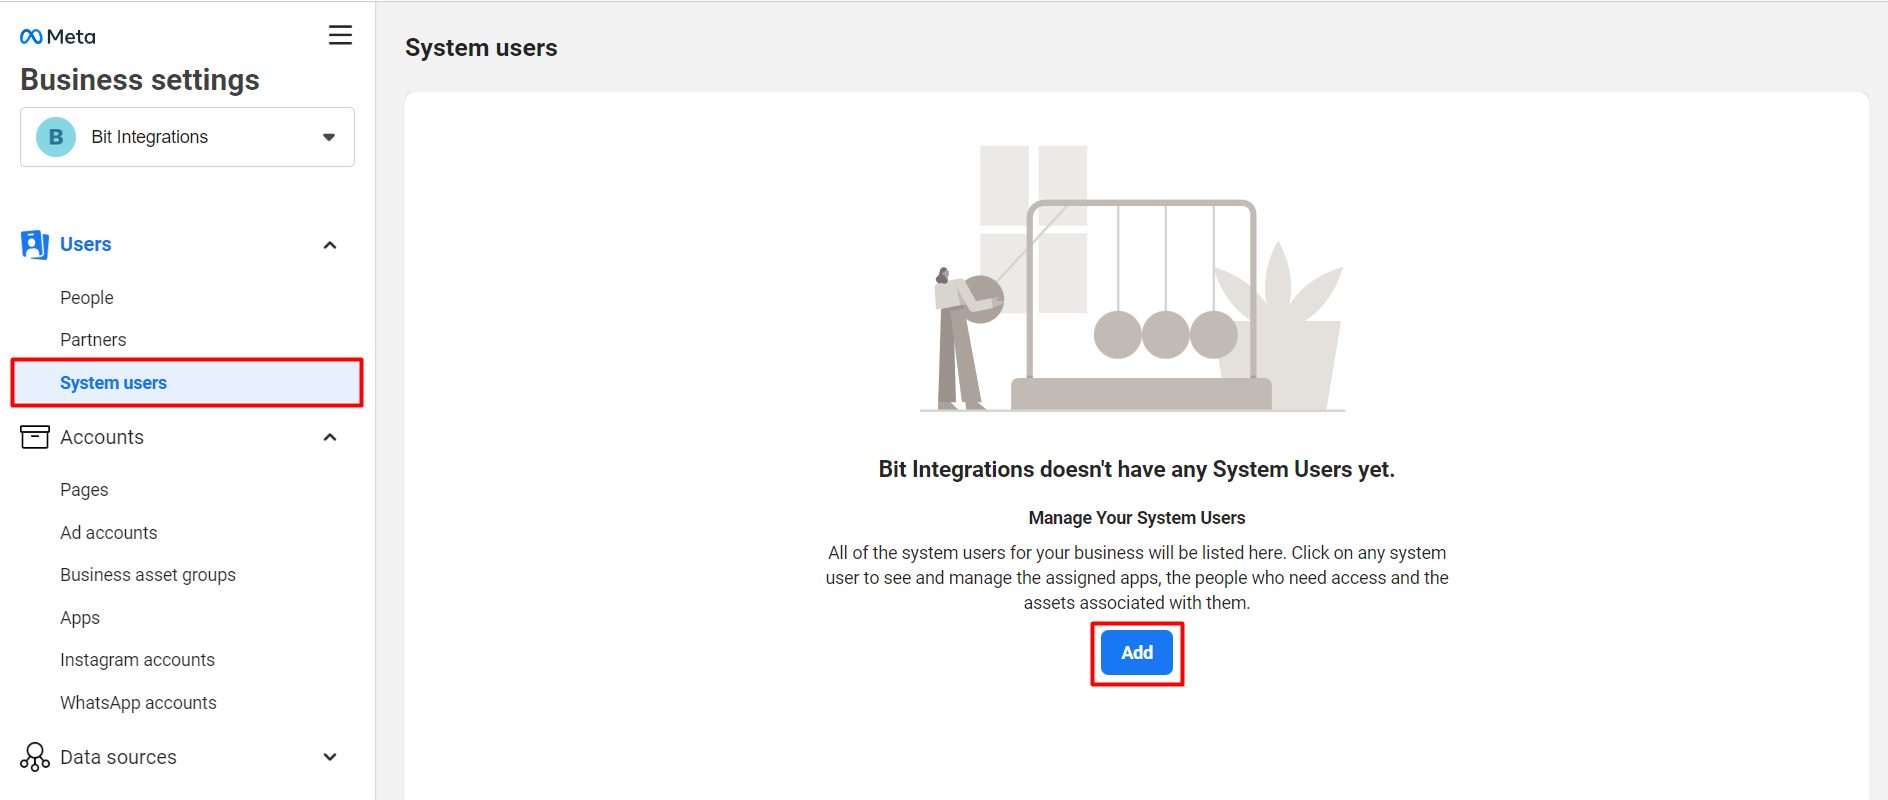 Meta
Business settings
B
Bit Integrations
Users
People
Partners
System users
Accounts
Pages
Ad accounts
Business asset groups
Apps
Instagram accounts
WhatsApp accounts
Data sources
System users
Bit Integrations doesn't have any System Users yet.
Manage Your System Users
All of the system users for your business will be listed here. Click on any system
user to see and manage the assigned apps, the people who need access and the
assets associated with them.
Add